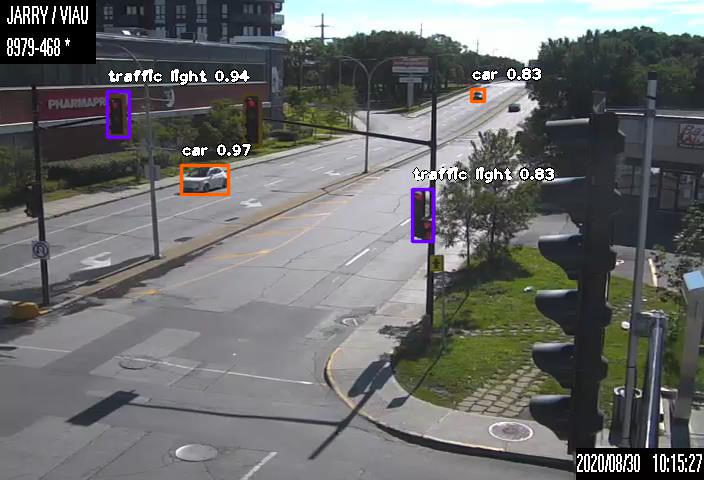 JARRY / VIAU
8979-468 *
traffic light 0.94
car 0.83
PHARMAPR
car 0.97
traffic light 0.83
2020/08/30 10:15:27